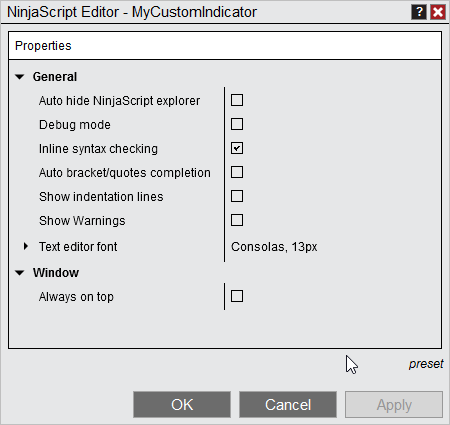 NinjaScript Editor - MyCustomIndicator
?
Properties
General
Auto hide NinjaScript explorer
Debug mode
Inline syntax checking
Auto bracket/quotes completion
Show indentation lines
Show Warnings
Text editor font Consolas, 13px
Window
Always on top
preset
OK Cancel Apply